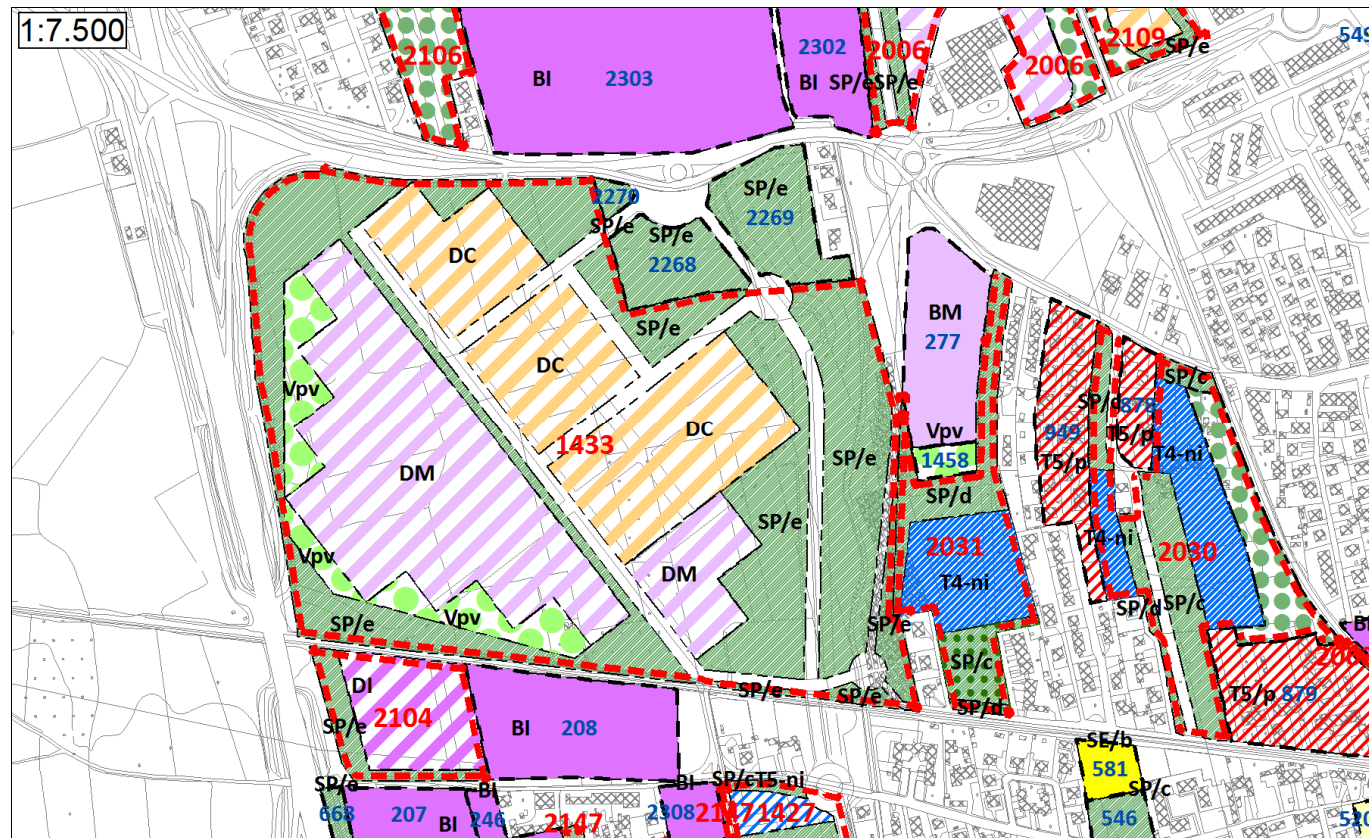 1:7.500
2106
BI 2303
2302
BI
SP/e
SP/e
2006
2006
2109
SP/e
2270
SP/e
SP/e
2268
SP/e
2269
DC
SP/e
DC
BM
277
Vpv
DC
1433
SP/e
Vpv
1458
SP/d
SP/d
878
T5/p
SP/c
949
T5/p
T4-ni
DM
SP/e
2031
T4-ni
T4-ni
2030
Vpv
DM
Vpv
SP/e
SP/e
SP/d
SP/c
SP/c
SP/d
DI
2104
SP/e
SP/e
SP/e
T5/p 879
BI 208
SE/b
581
SP/c
546
SP/e
668
207
BI
BI
246
2147
BI
2308
SP/c
T5-ni
2147
1427